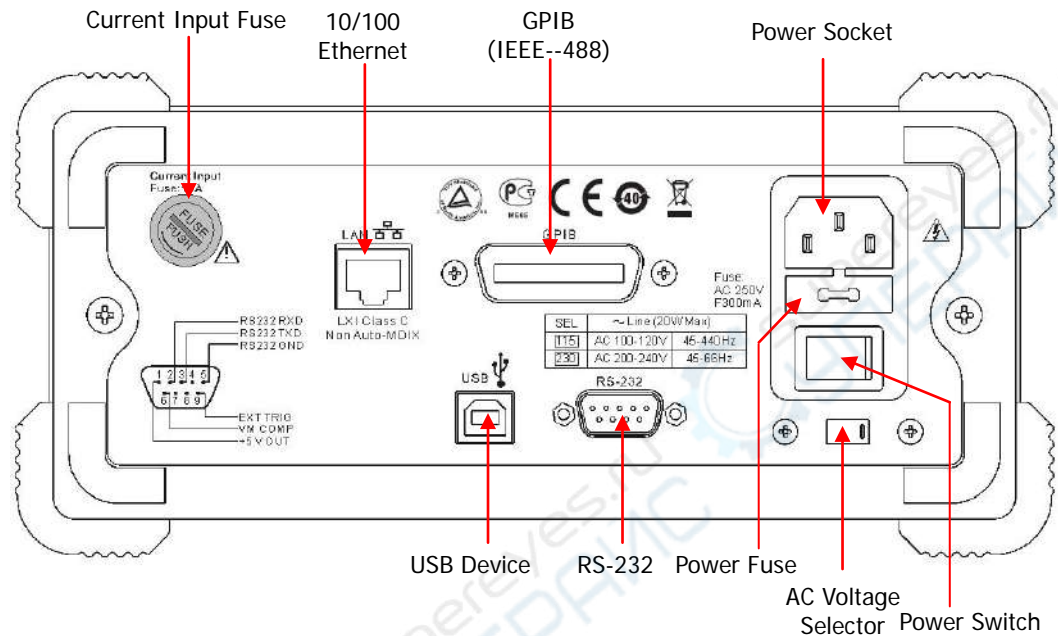 Current Input Fuse
10/100
Ethernet
GPIB
(IEEE--488)
Power Socket
Current Input
Fuse:
FUSE
PUSH
LAN
LXI Class C
Non Auto-MDIX
GPIB
Fuse:
AC 250V
F300mA
SEL ~ Line (20W Max)
115 AC 100-120V 45-440Hz
230 AC 200-240V 45-66Hz
RS232 RXD
RS232 TXD
RS232 GND
1 2 3 4 5
6 7 8 9
EXT TRIG
VM COMP
+5V OUT
USB
RS-232
40
USB Device
RS-232
Power Fuse
AC Voltage
Selector
Power Switch